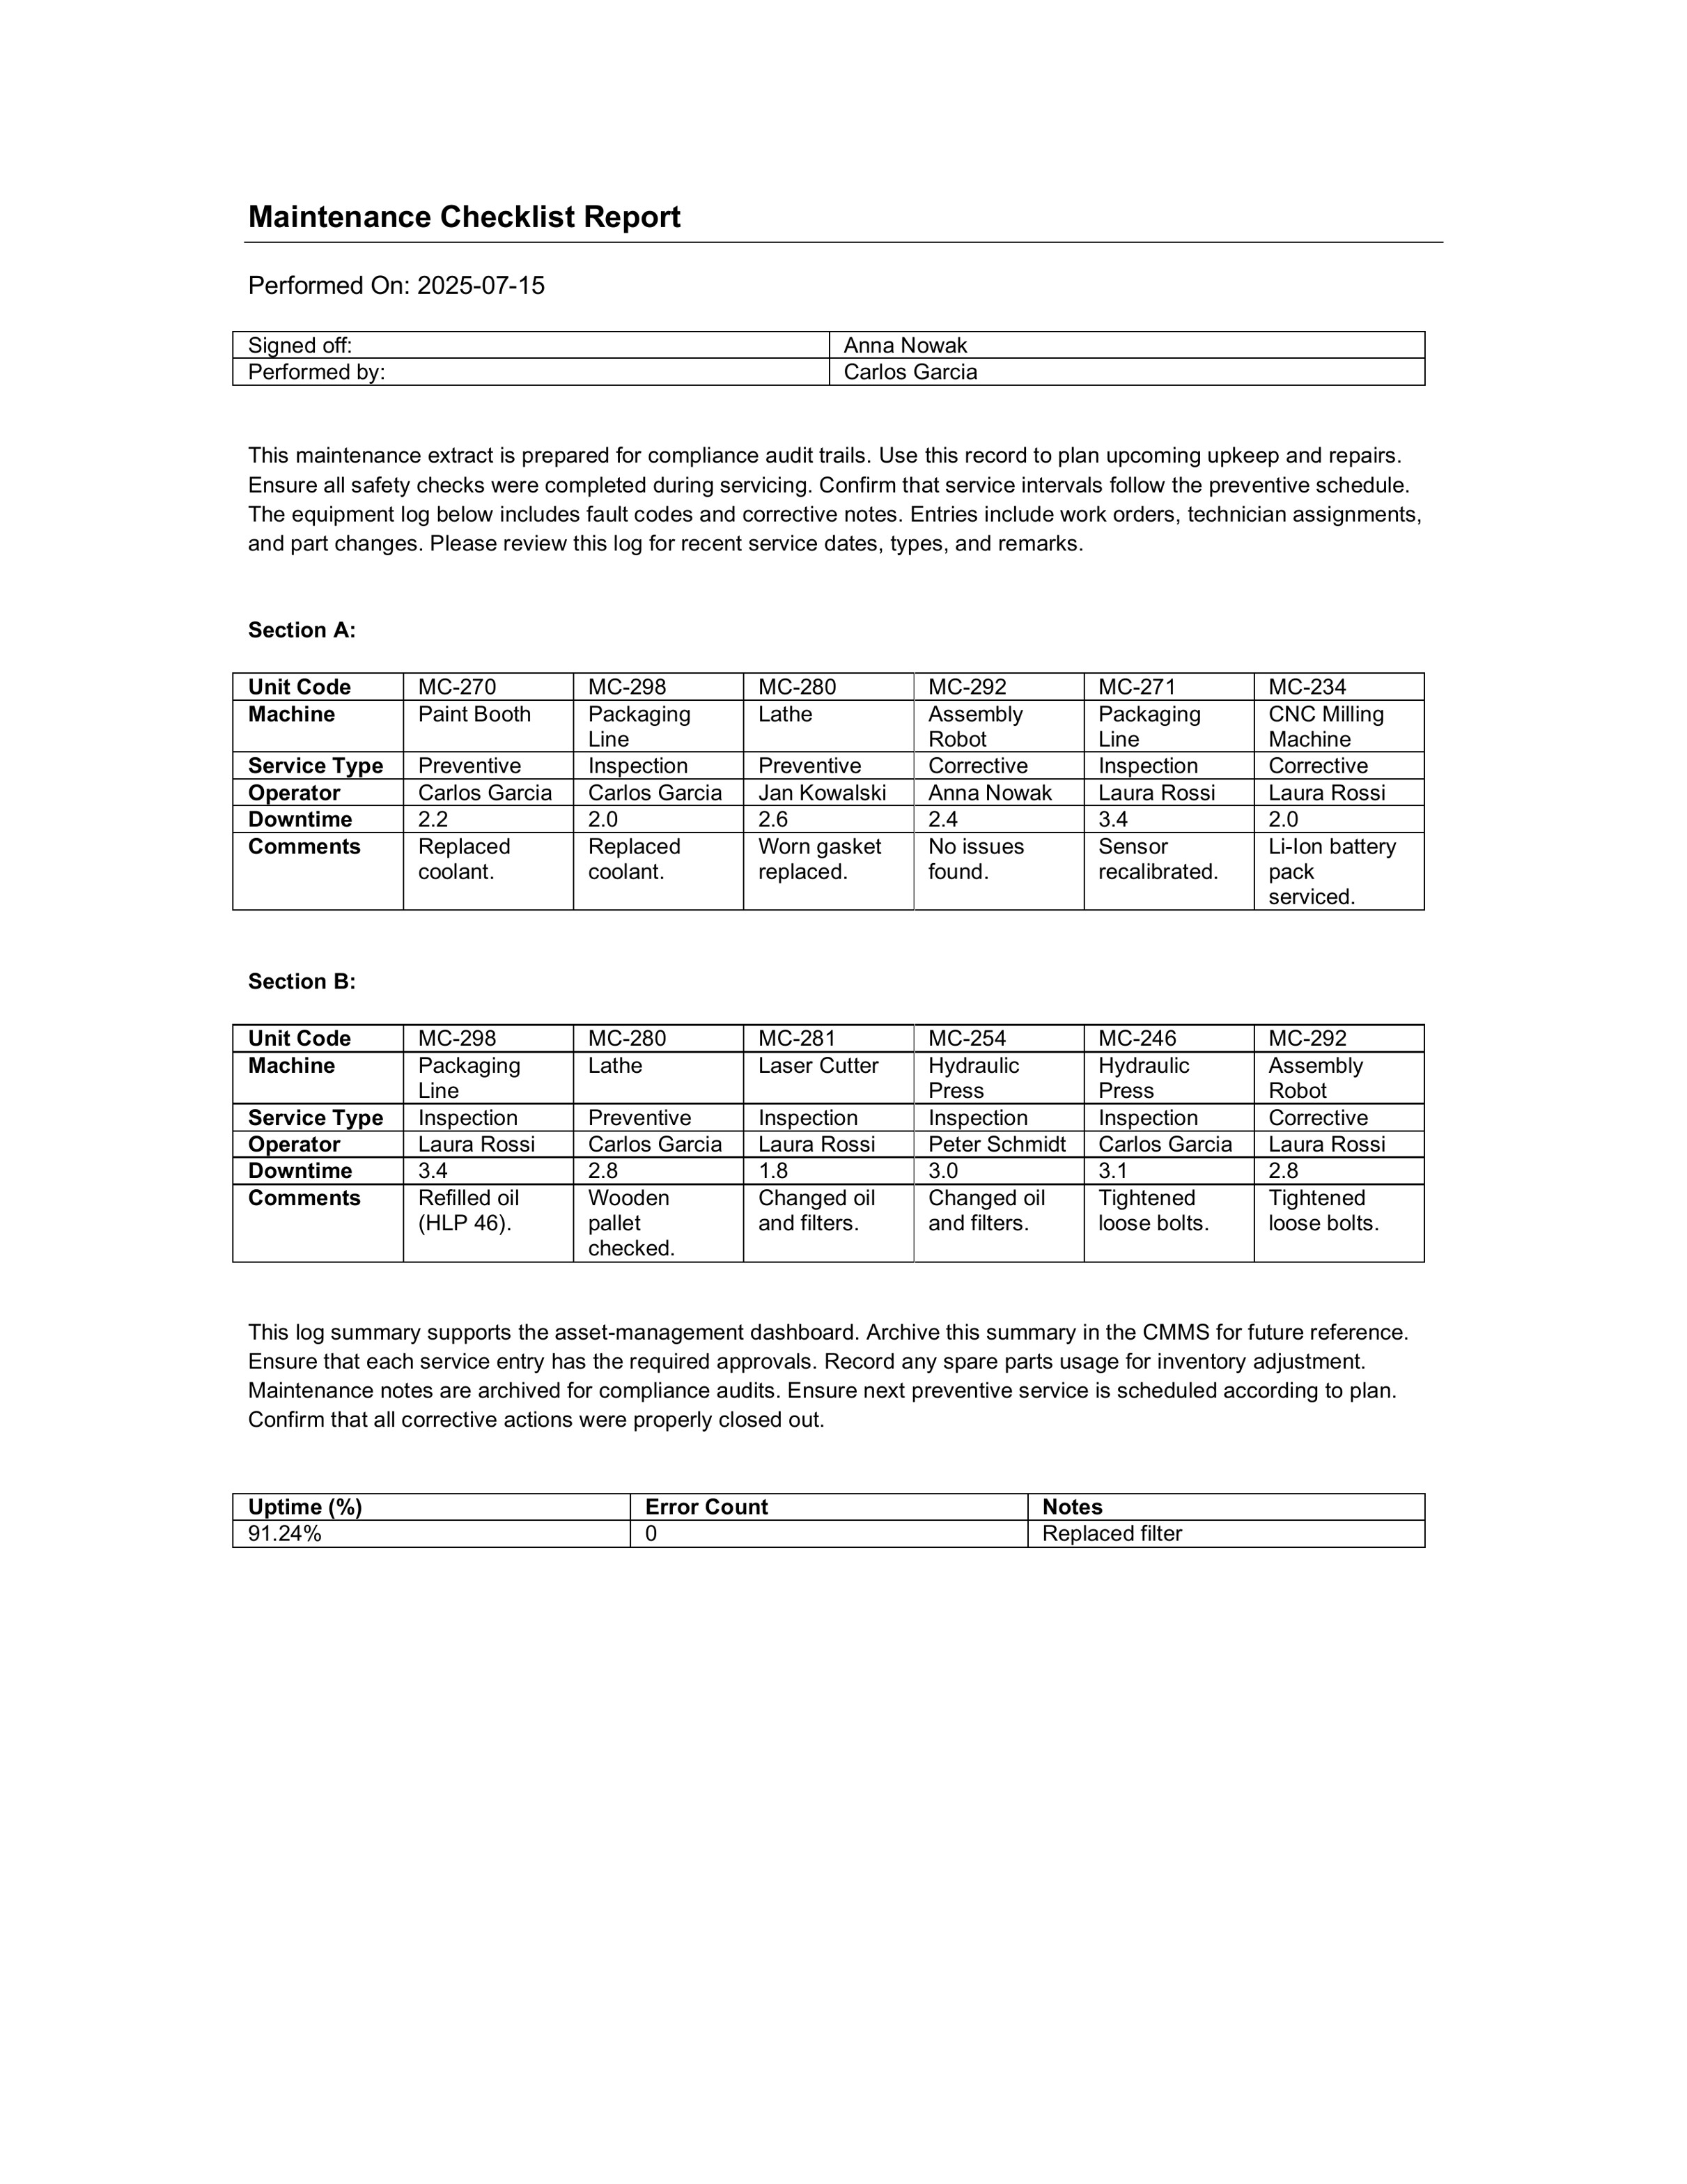 Maintenance Checklist Report
Performed On: 2025-07-15
Signed off: Anna Nowak
Performed by: Carlos Garcia
This maintenance extract is prepared for compliance audit trails. Use this record to plan upcoming upkeep and repairs.
Ensure all safety checks were completed during servicing. Confirm that service intervals follow the preventive schedule.
The equipment log below includes fault codes and corrective notes. Entries include work orders, technician assignments,
and part changes. Please review this log for recent service dates, types, and remarks.
Section A:
Unit Code MC-270 MC-298 MC-280 MC-292 MC-271 MC-234
Machine Paint Booth Packaging Lathe Assembly Packaging CNC Milling
Line Robot Line Machine
Service Type Preventive Inspection Preventive Corrective Inspection Corrective
Operator Carlos Garcia Carlos Garcia Jan Kowalski Anna Nowak Laura Rossi Laura Rossi
Downtime 2.2 2.0 2.6 2.4 3.4 2.0
Comments Replaced Replaced Worn gasket No issues Sensor Li-Ion battery
coolant. coolant. replaced. found. recalibrated. pack
serviced.
Section B:
Unit Code MC-298 MC-280 MC-281 MC-254 MC-246 MC-292
Machine Packaging Lathe Laser Cutter Hydraulic Hydraulic Assembly
Line Press Press Robot
Service Type Inspection Preventive Inspection Inspection Inspection Corrective
Operator Laura Rossi Carlos Garcia Laura Rossi Peter Schmidt Carlos Garcia Laura Rossi
Downtime 3.4 2.8 1.8 3.0 3.1 2.8
Comments Refilled oil Wooden Changed oil Changed oil Tightened Tightened
(HLP 46). pallet and filters. and filters. loose bolts. loose bolts.
checked.
This log summary supports the asset-management dashboard. Archive this summary in the CMMS for future reference.
Ensure that each service entry has the required approvals. Record any spare parts usage for inventory adjustment.
Maintenance notes are archived for compliance audits. Ensure next preventive service is scheduled according to plan.
Confirm that all corrective actions were properly closed out.
Uptime (%) Error Count Notes
91.24% 0 Replaced filter